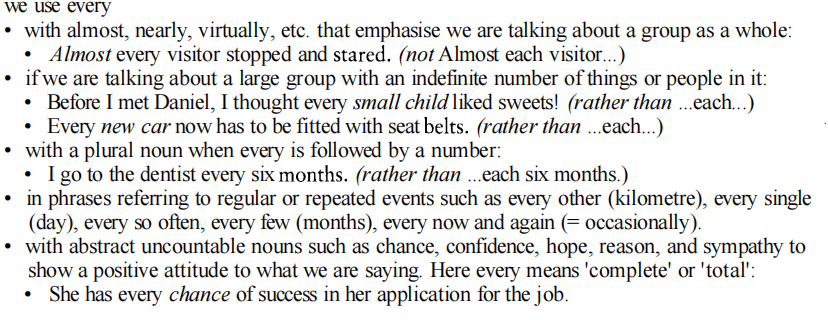 we use every
• with almost, nearly, virtually, etc. that emphasise we are talking about a group as a whole:
• Almost every visitor stopped and stared. (not Almost each visitor...)
• if we are talking about a large group with an indefinite number of things or people in it:
• Before I met Daniel, I thought every small child liked sweets! (rather than ...each...)
• Every new car now has to be fitted with seat belts. (rather than ...each...)
• with a plural noun when every is followed by a number:
• I go to the dentist every six months. (rather than ...each six months.)
• in phrases referring to regular or repeated events such as every other (kilometre), every single
(day), every so often, every few (months), every now and again (= occasionally).
• with abstract uncountable nouns such as chance, confidence, hope, reason, and sympathy to
show a positive attitude to what we are saying. Here every means 'complete' or 'total':
• She has every chance of success in her application for the job.